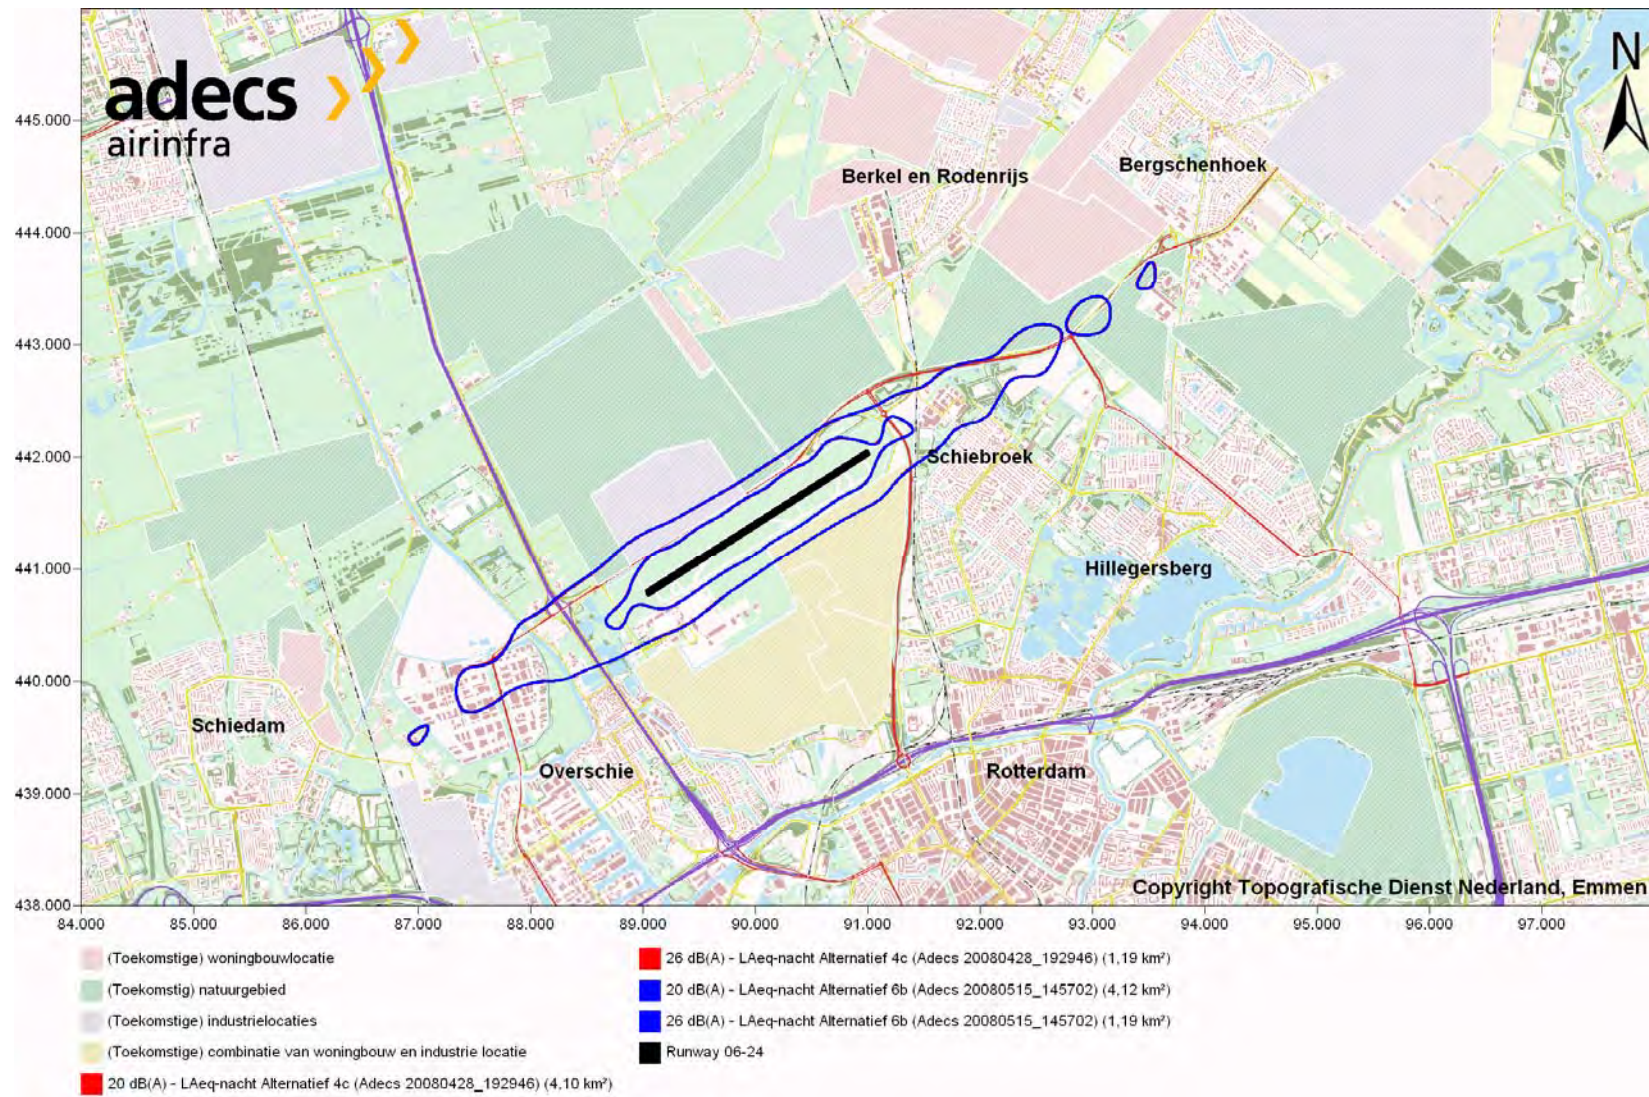 adecs
airinfra
N
445.000
444.000
443.000
442.000
441.000
440.000
439.000
438.000
Bergschenhoek
Berkel en Rodenrijs
Schiebroek
Hillegersberg
Schiedam
Overschie
Rotterdam
Copyright Topografische Dienst Nederland, Emmen
84.000 85.000 86.000 87.000 88.000 89.000 90.000 91.000 92.000 93.000 94.000 95.000 96.000 97.000
(Toekomstige) woningbouwlocatie
(Toekomstig) natuurgebied
(Toekomstige) industrielocaties
(Toekomstige) combinatie van woningbouw en industrie locatie
20 dB(A) - LAeq-nacht Alternatief 4c (Adecs 20080428_192946) (4,10 km²)
26 dB(A) - LAeq-nacht Alternatief 4c (Adecs 20080428_192946) (1,19 km²)
20 dB(A) - LAeq-nacht Alternatief 6b (Adecs 20080515_145702) (4,12 km²)
26 dB(A) - LAeq-nacht Alternatief 6b (Adecs 20080515_145702) (1,19 km²)
Runway 06-24